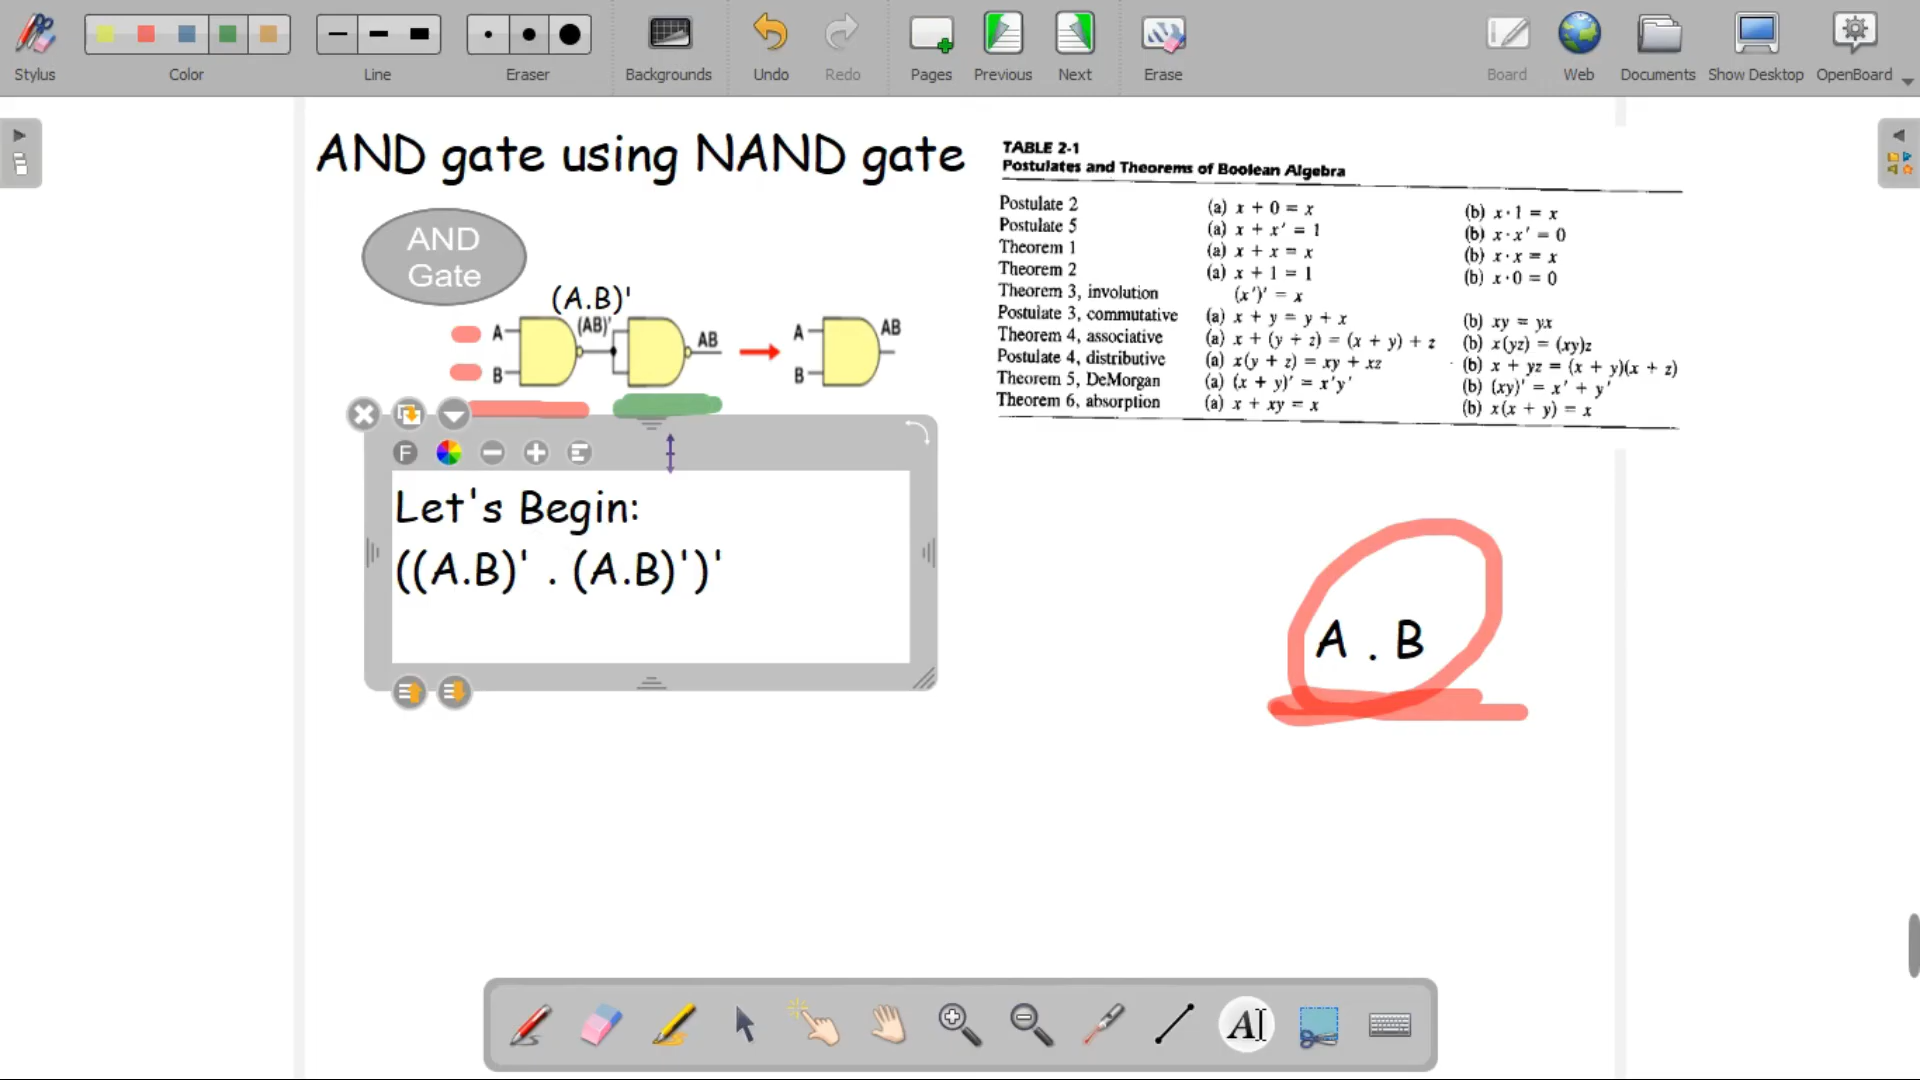 Stylus
Color
Line
Eraser
Backgrounds
Undo
Redo
Pages
Previous
Next
Erase
Board
Web
Documents
Show Desktop
OpenBoard
AND gate using NAND gate
AND
Gate
(A.B)'
A
B
(AB)'
AB
A
B
AB
F
Let's Begin:
((A.B)' . (A.B)')'
TABLE 2-1
Postulates and Theorems of Boolean Algebra
Postulate 2 (a) x + 0 = x (b) x · 1 = x
Postulate 5 (a) x + x' = 1 (b) x · x' = 0
Theorem 1 (a) x + x = x (b) x · x = x
Theorem 2 (a) x + 1 = 1 (b) x · 0 = 0
Theorem 3, involution (x')' = x
Postulate 3, commutative (a) x + y = y + x (b) xy = yx
Theorem 4, associative (a) x + (y + z) = (x + y) + z (b) x(yz) = (xy)z
Postulate 4, distributive (a) x(y + z) = xy + xz (b) x + yz = (x + y)(x + z)
Theorem 5, DeMorgan (a) (x + y)' = x'y' (b) (xy)' = x' + y'
Theorem 6, absorption (a) x + xy = x (b) x(x + y) = x
A . B
A